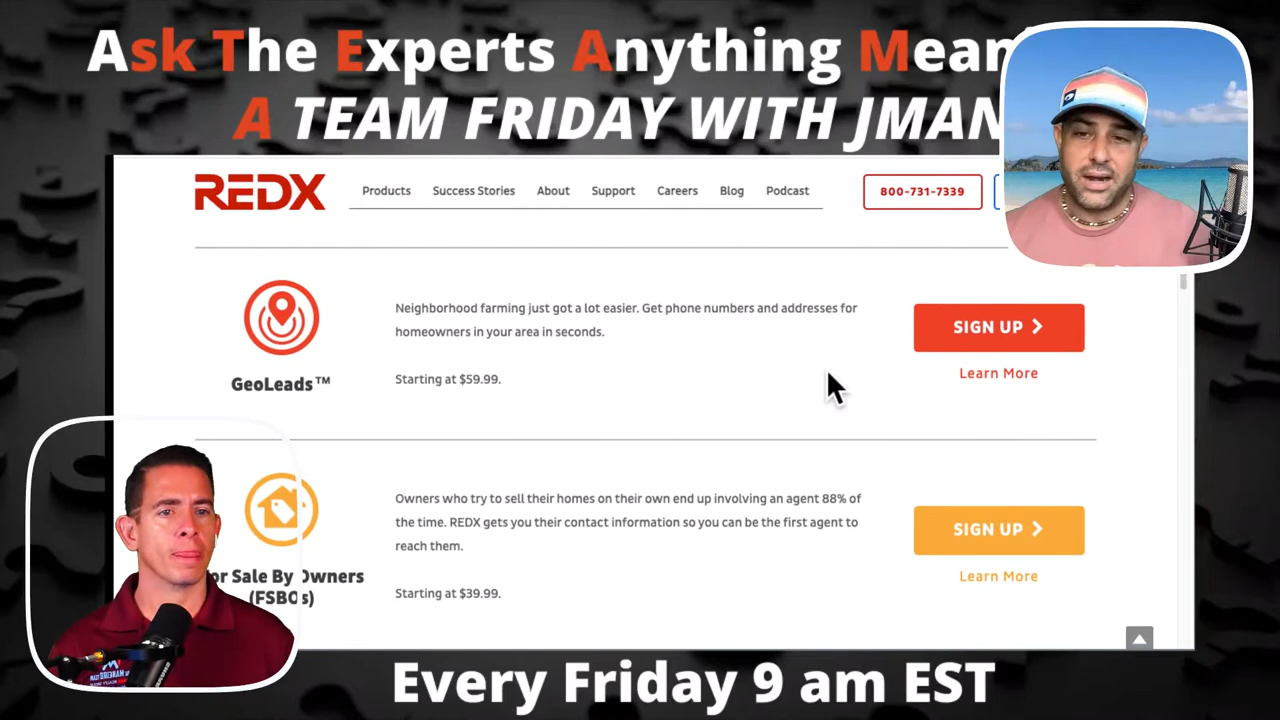 Ask The Experts Anything Mean
A TEAM FRIDAY WITH JMAN
REDX
Products Success Stories About Support Careers Blog Podcast 800-731-7339
Neighborhood farming just got a lot easier. Get phone numbers and addresses for
homeowners in your area in seconds.
SIGN UP
Learn More
GeoLeads™
Starting at $59.99.
Owners who try to sell their homes on their own end up involving an agent 88% of
the time. REDX gets you their contact information so you can be the first agent to
reach them.
SIGN UP
Learn More
or Sale By Owners
(FSBOs)
Starting at $39.99.
Every Friday 9 am EST